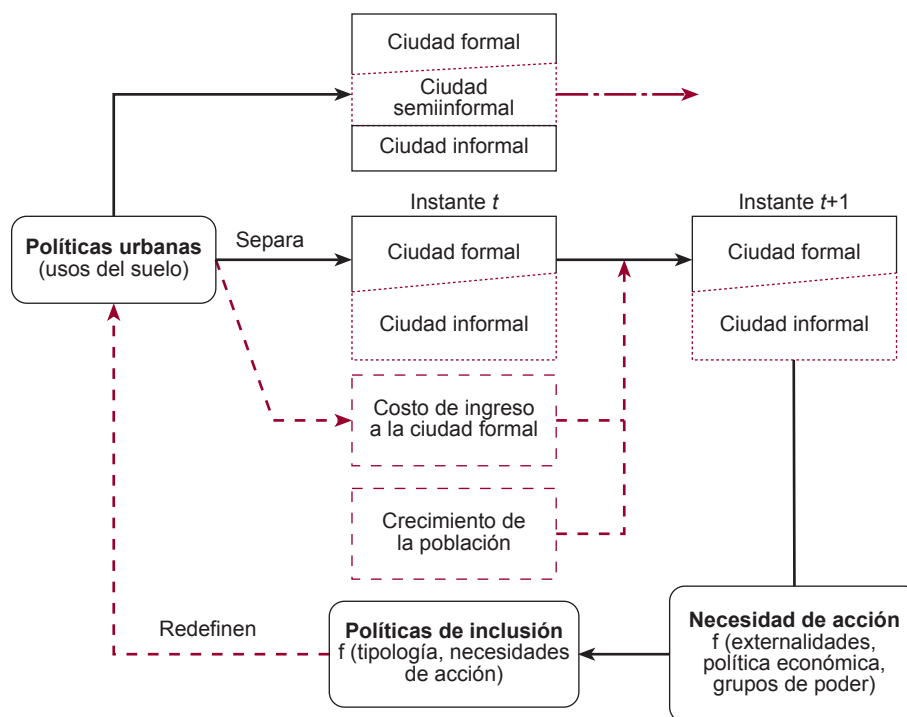 Ciudad formal
Ciudad
semiinformal
Ciudad informal
Instante t
Instante t+1
Políticas urbanas
(usos del suelo)
Separa
Ciudad formal
Ciudad informal
Ciudad formal
Ciudad informal
Costo de ingreso
a la ciudad formal
Crecimiento de
la población
Redefinen
Políticas de inclusión
f (tipología, necesidades
de acción)
Necesidad de acción
f (externalidades,
política económica,
grupos de poder)